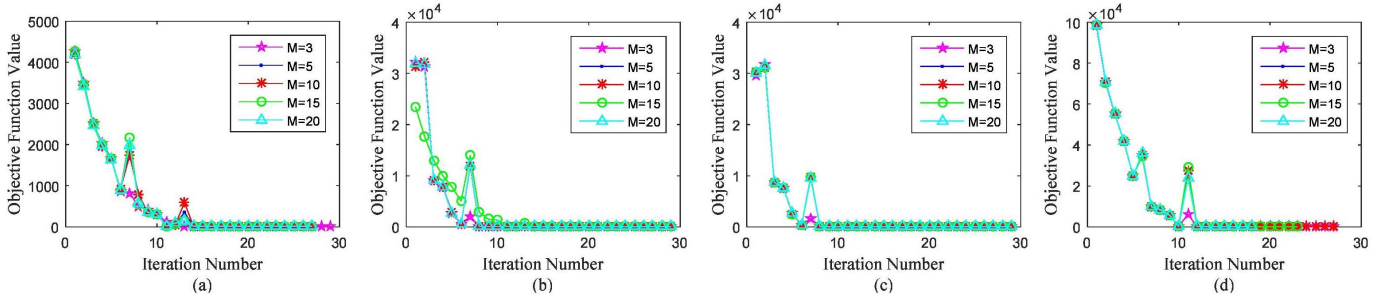 5000
4000
3000
2000
1000
0
0
10
20
30
Objective Function Value
Iteration Number
(a)
M=3
M=5
M=10
M=15
M=20
× 10^4
4
3
2
1
0
0
10
20
30
Objective Function Value
Iteration Number
(b)
M=3
M=5
M=10
M=15
M=20
× 10^4
4
3
2
1
0
0
10
20
30
Objective Function Value
Iteration Number
(c)
M=3
M=5
M=10
M=15
M=20
× 10^4
10
8
6
4
2
0
0
10
20
30
Objective Function Value
Iteration Number
(d)
M=3
M=5
M=10
M=15
M=20